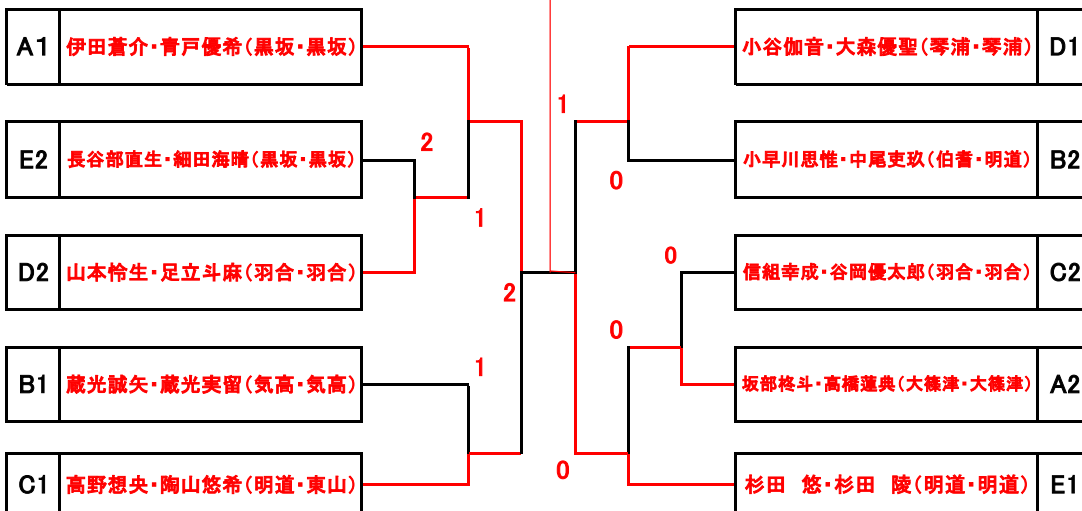 A1 伊田蒼介・青戸優希(黒坂・黒坂)
E2 長谷部直生・細田海晴(黒坂・黒坂)
2
D2 山本怜生・足立斗麻(羽合・羽合)
1
2
B1 蔵光誠矢・蔵光実留(気高・気高)
1
C1 高野想央・陶山悠希(明道・東山)
小谷伽音・大森優聖(琴浦・琴浦) D1
1
小早川思惟・中尾吏玖(伯耆・明道) B2
0
信組幸成・谷岡優太郎(羽合・羽合) C2
0
0
坂部柊斗・高橋蓮典(大篠津・大篠津) A2
0
杉田 悠・杉田 陵(明道・明道) E1